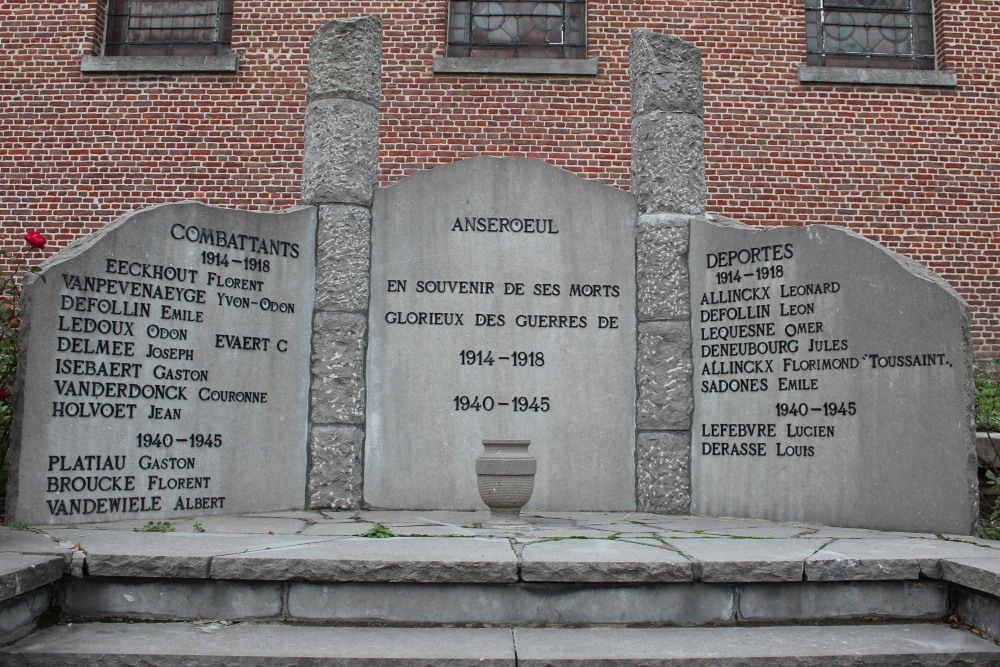 COMBATTANTS
1914-1918
EECKHOUT FLORENT
VANPEVENAEYGE YVON-ODON
DEFOLLIN EMILE
LEDOUX ODON EVAERT C
DELMEE JOSEPH
ISEBAERT GASTON
VANDERDONCK COURONNE
HOLVOET JEAN
1940-1945
PLATIAU GASTON
BROUCKE FLORENT
VANDEWIELE ALBERT
ANSEROEUL
EN SOUVENIR DE SES MORTS
GLORIEUX DES GUERRES DE
1914-1918
1940-1945
DEPORTES
1914-1918
ALLINCKX LEONARD
DEFOLLIN LEON
LEQUESNE OMER
DENEUBOURG JULES
ALLINCKX FLORIMOND "TOUSSAINT"
SADONES EMILE
1940-1945
LEFEBVRE LUCIEN
DERASSE LOUIS